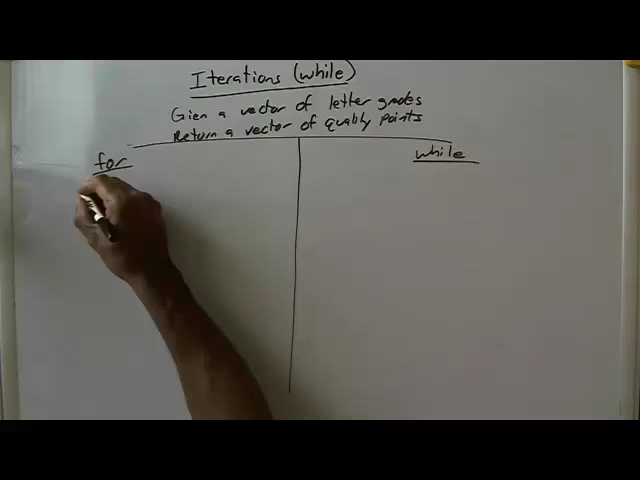 Iterations (while)
Gien a vector of letter grades
Return a vector of quality points
for
while